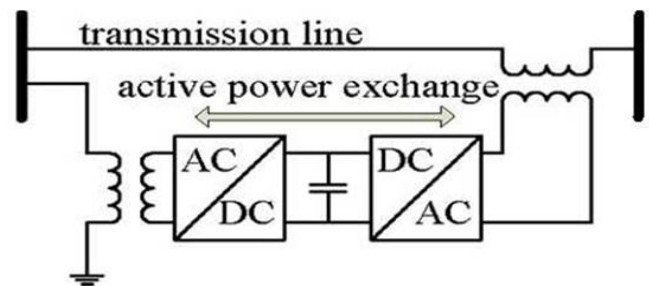 transmission line
active power exchange
AC
DC
DC
AC